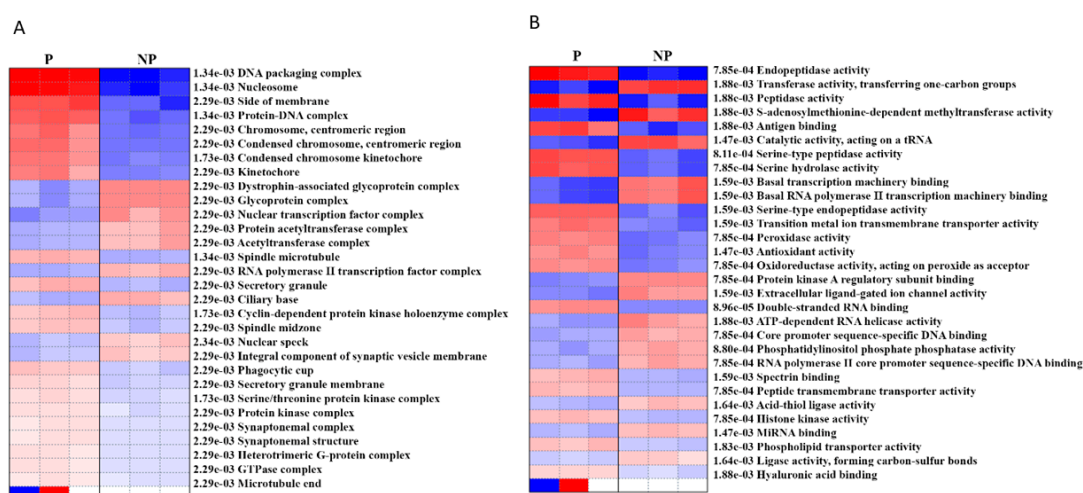 A
P NP
1.34e-03 DNA packaging complex
1.34e-03 Nucleosome
2.29e-03 Side of membrane
1.34e-03 Protein-DNA complex
2.29e-03 Chromosome, centromeric region
2.29e-03 Condensed chromosome, centromeric region
1.73e-03 Condensed chromosome kinetochore
2.29e-03 Kinetochore
2.29e-03 Dystrophin-associated glycoprotein complex
2.29e-03 Glycoprotein complex
2.29e-03 Nuclear transcription factor complex
2.29e-03 Protein acetyltransferase complex
2.29e-03 Acetyltransferase complex
1.34e-03 Spindle microtubule
2.29e-03 RNA polymerase II transcription factor complex
2.29e-03 Secretory granule
2.29e-03 Ciliary base
1.73e-03 Cyclin-dependent protein kinase holoenzyme complex
2.29e-03 Spindle midzone
2.34e-03 Nuclear speck
2.29e-03 Integral component of synaptic vesicle membrane
2.29e-03 Phagocytic cup
2.29e-03 Secretory granule membrane
1.73e-03 Serine/threonine protein kinase complex
2.29e-03 Protein kinase complex
2.29e-03 Synaptonemal complex
2.29e-03 Synaptonemal structure
2.29e-03 Heterotrimeric G-protein complex
2.29e-03 GTPase complex
2.29e-03 Microtubule end
B
P NP
7.85e-04 Endopeptidase activity
1.88e-03 Transferase activity, transferring one-carbon groups
1.88e-03 Peptidase activity
1.88e-03 S-adenosylmethionine-dependent methyltransferase activity
1.88e-03 Antigen binding
1.47e-03 Catalytic activity, acting on a tRNA
8.11e-04 Serine-type peptidase activity
7.85e-04 Serine hydrolase activity
1.59e-03 Basal transcription machinery binding
1.59e-03 Basal RNA polymerase II transcription machinery binding
1.59e-03 Serine-type endopeptidase activity
1.59e-03 Transition metal ion transmembrane transporter activity
7.85e-04 Peroxidase activity
1.47e-03 Antioxidant activity
7.85e-04 Oxidoreductase activity, acting on peroxide as acceptor
7.85e-04 Protein kinase A regulatory subunit binding
1.59e-03 Extracellular ligand-gated ion channel activity
8.96e-05 Double-stranded RNA binding
1.88e-03 ATP-dependent RNA helicase activity
7.85e-04 Core promoter sequence-specific DNA binding
8.80e-04 Phosphatidylinositol phosphate phosphatase activity
7.85e-04 RNA polymerase II core promoter sequence-specific DNA binding
1.59e-03 Spectrin binding
7.85e-04 Peptide transmembrane transporter activity
1.64e-03 Acid-thiol ligase activity
7.85e-04 Histone kinase activity
1.47e-03 MiRNA binding
1.83e-03 Phospholipid transporter activity
1.64e-03 Ligase activity, forming carbon-sulfur bonds
1.88e-03 Hyaluronic acid binding